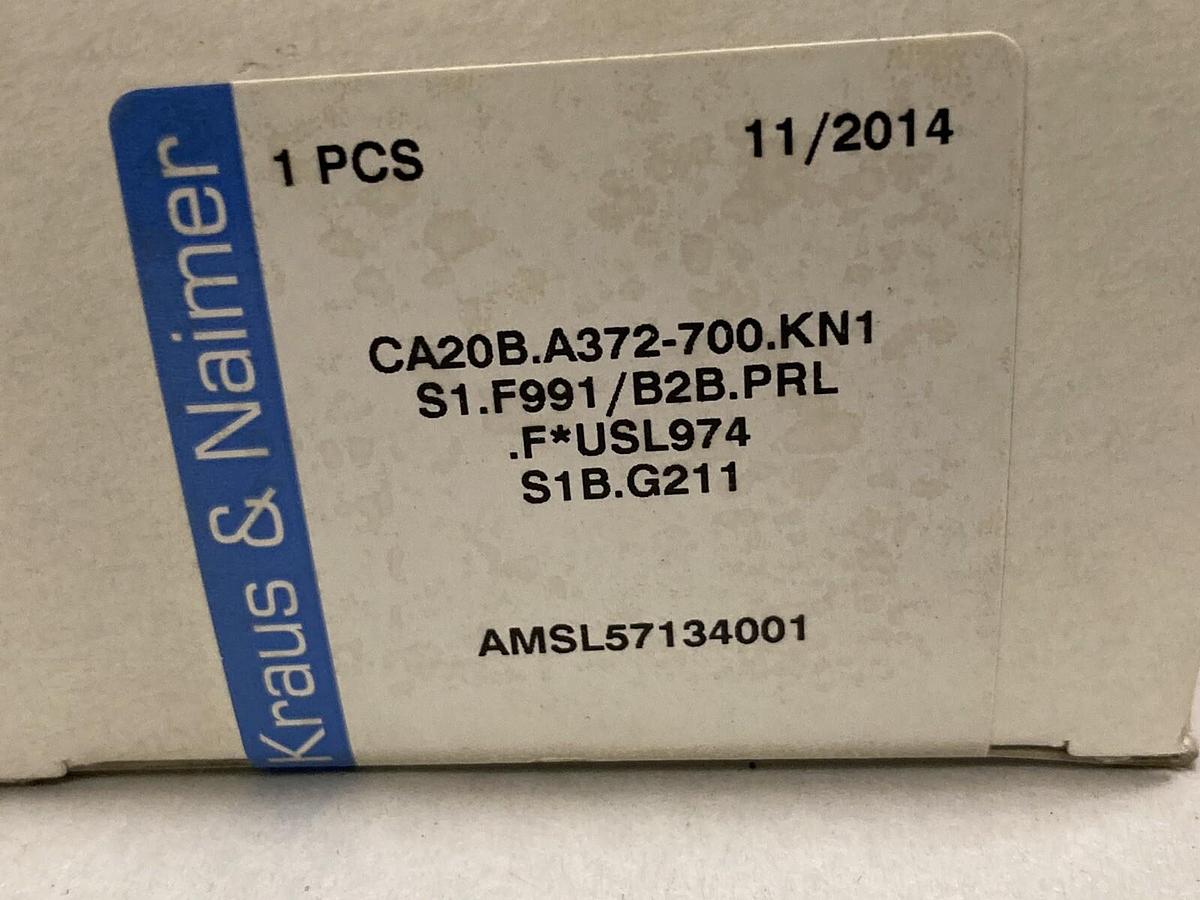 Kraus & Naimer
1 PCS
11/2014
CA20B.A372-700.KN1
S1.F991/B2B.PRL
.F*USL974
S1B.G211
AMSL57134001